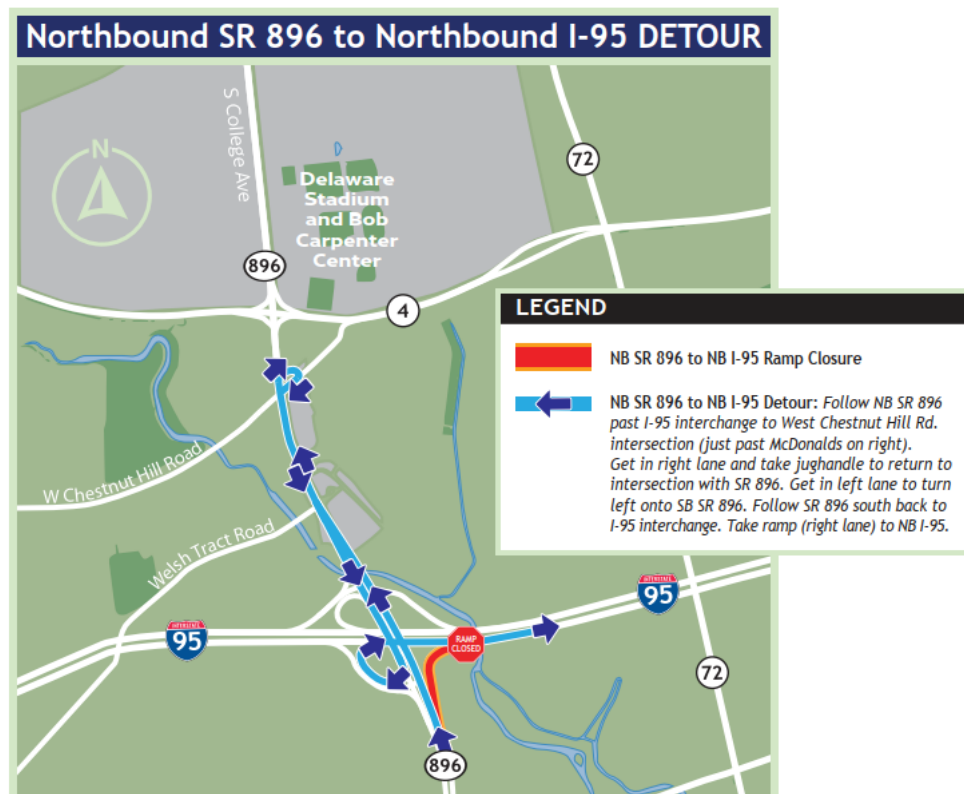 Northbound SR 896 to Northbound I-95 DETOUR
N
S College Ave
72
Delaware
Stadium
and Bob
Carpenter
Center
896
4
LEGEND
NB SR 896 to NB I-95 Ramp Closure
NB SR 896 to NB I-95 Detour: Follow NB SR 896
past I-95 interchange to West Chestnut Hill Rd.
intersection (just past McDonalds on right).
Get in right lane and take jughandle to return to
intersection with SR 896. Get in left lane to turn
left onto SB SR 896. Follow SR 896 south back to
I-95 interchange. Take ramp (right lane) to NB I-95.
W Chestnut Hill Road
Welsh Tract Road
INTERSTATE
95
INTERSTATE
95
RAMP
CLOSED
72
896